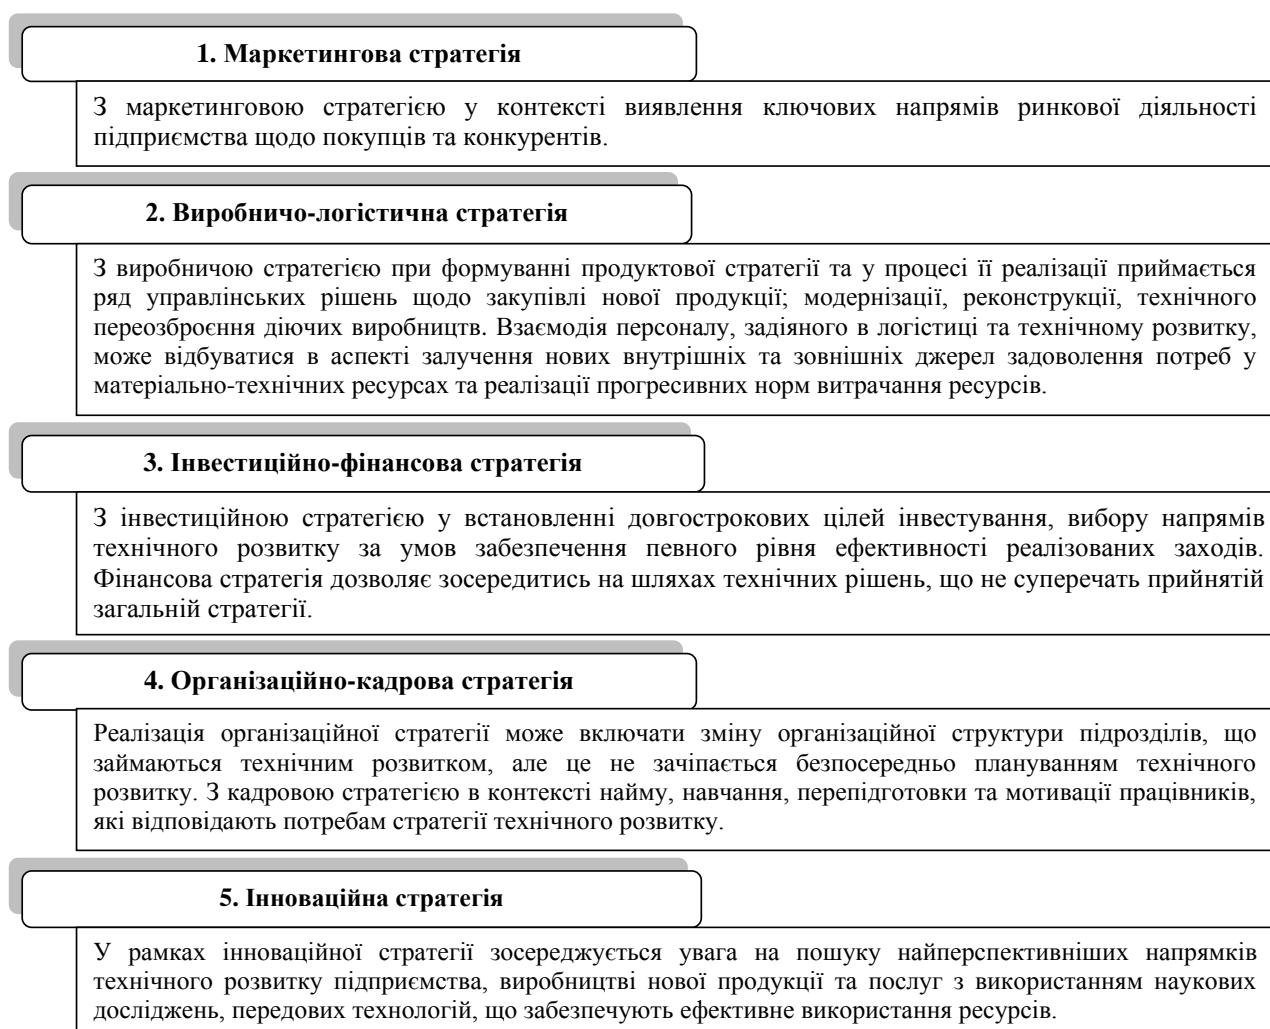 1. Маркетингова стратегія
З маркетинговою стратегією у контексті виявлення ключових напрямів ринкової діяльності
підприємства щодо покупців та конкурентів.
2. Виробничо-логістична стратегія
З виробничою стратегією при формуванні продуктової стратегії та у процесі її реалізації приймається
ряд управлінських рішень щодо закупівлі нової продукції; модернізації, реконструкції, технічного
переозброєння діючих виробництв. Взаємодія персоналу, задіяного в логістиці та технічному розвитку,
може відбуватися в аспекті залучення нових внутрішніх та зовнішніх джерел задоволення потреб у
матеріально-технічних ресурсах та реалізації прогресивних норм витрачання ресурсів.
3. Інвестиційно-фінансова стратегія
З інвестиційною стратегією у встановленні довгострокових цілей інвестування, вибору напрямів
технічного розвитку за умов забезпечення певного рівня ефективності реалізованих заходів.
Фінансова стратегія дозволяє зосередитись на шляхах технічних рішень, що не суперечать прийнятій
загальній стратегії.
4. Організаційно-кадрова стратегія
Реалізація організаційної стратегії може включати зміну організаційної структури підрозділів, що
займаються технічним розвитком, але це не зачіпається безпосередньо плануванням технічного
розвитку. З кадровою стратегією в контексті найму, навчання, перепідготовки та мотивації працівників,
які відповідають потребам стратегії технічного розвитку.
5. Інноваційна стратегія
У рамках інноваційної стратегії зосереджується увага на пошуку найперспективніших напрямків
технічного розвитку підприємства, виробництві нової продукції та послуг з використанням наукових
досліджень, передових технологій, що забезпечують ефективне використання ресурсів.